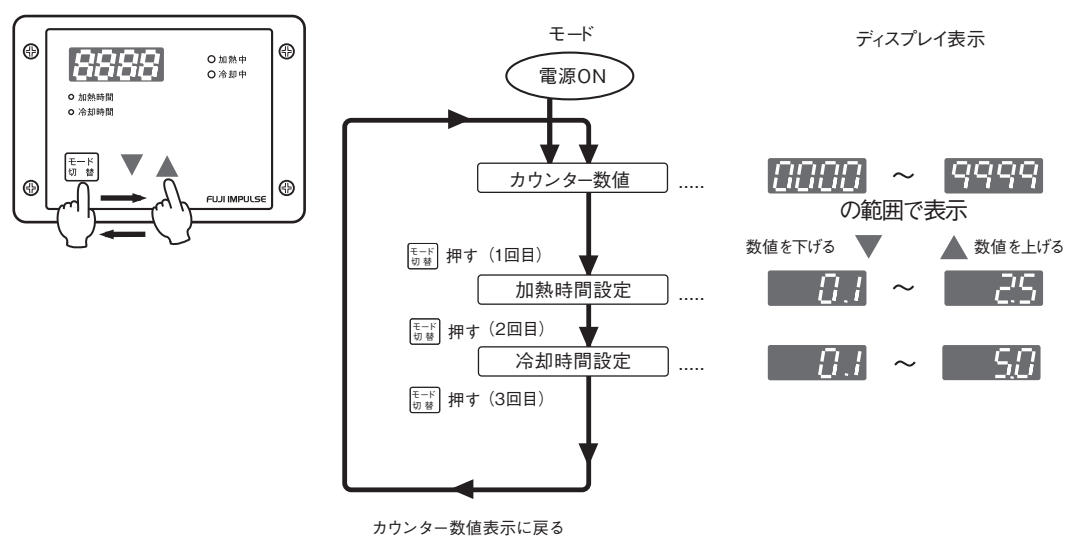 8888
加熱中
冷却中
加熱時間
冷却時間
モード
切 替
FUJI IMPULSE
モード
電源ON
カウンター数値
モード
切 替
押す（1回目）
加熱時間設定
モード
切 替
押す（2回目）
冷却時間設定
モード
切 替
押す（3回目）
カウンター数値表示に戻る
ディスプレイ表示
..... 0000 ～ 9999
の範囲で表示
数値を下げる ▼ ▲ 数値を上げる
..... 0.1 ～ 2.5
..... 0.1 ～ 5.0